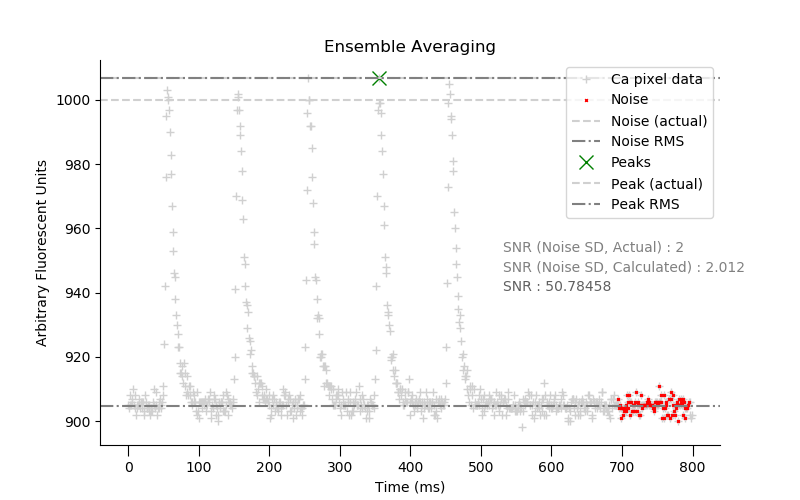 Ensemble Averaging
Arbitrary Fluorescent Units
1000
980
960
940
920
900
Ca pixel data
Noise
Noise (actual)
Noise RMS
Peaks
Peak (actual)
Peak RMS
SNR (Noise SD, Actual) : 2
SNR (Noise SD, Calculated) : 2.012
SNR : 50.78458
0 100 200 300 400 500 600 700 800
Time (ms)